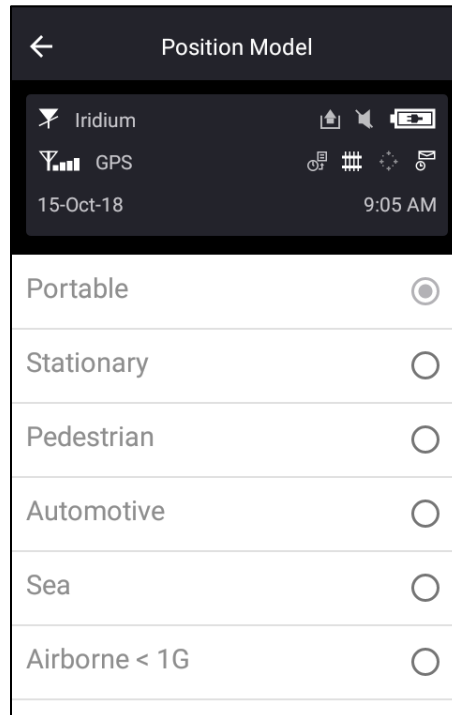 Position Model
Iridium
GPS
15-Oct-18 9:05 AM
Portable
Stationary
Pedestrian
Automotive
Sea
Airborne < 1G